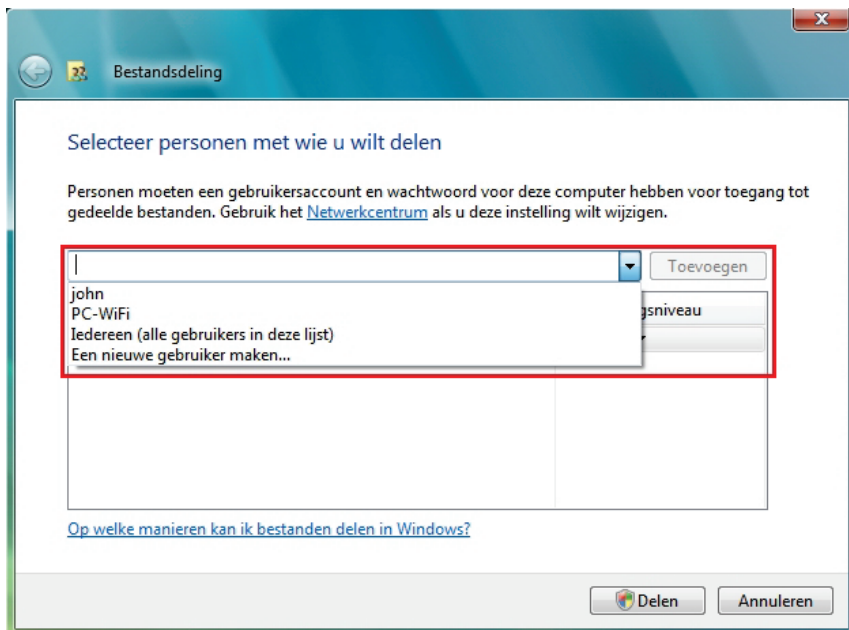 Bestandsdeling
Selecteer personen met wie u wilt delen
Personen moeten een gebruikersaccount en wachtwoord voor deze computer hebben voor toegang tot
gedeelde bestanden. Gebruik het Netwerkcentrum als u deze instelling wilt wijzigen.
Toevoegen
john
PC-WiFi
gsniveau
Iedereen (alle gebruikers in deze lijst)
Een nieuwe gebruiker maken...
Op welke manieren kan ik bestanden delen in Windows?
Delen
Annuleren